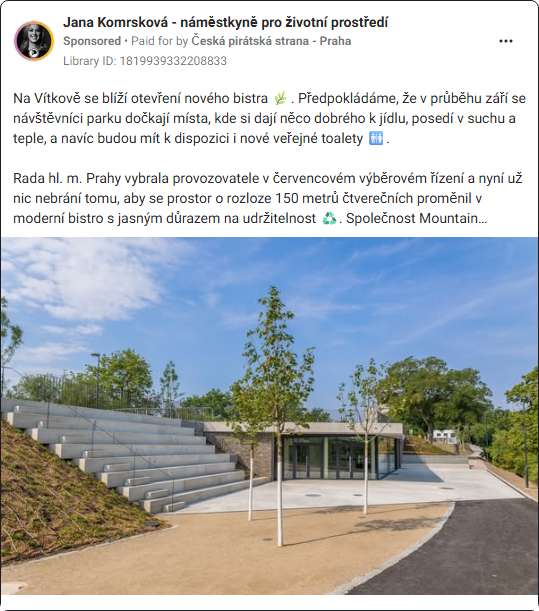 Jana Komrsková - náměstkyně pro životní prostředí
Sponsored • Paid for by Česká pirátská strana - Praha
Library ID: 1819939332208833
Na Vítkově se blíží otevření nového bistra 🌿 . Předpokládáme, že v průběhu září se
návštěvníci parku dočkají místa, kde si dají něco dobrého k jídlu, posedí v suchu a
teple, a navíc budou mít k dispozici i nové veřejné toalety 🚻 .
Rada hl. m. Prahy vybrala provozovatele v červencovém výběrovém řízení a nyní už
nic nebrání tomu, aby se prostor o rozloze 150 metrů čtverečních proměnil v
moderní bistro s jasným důrazem na udržitelnost ♻️ . Společnost Mountain...